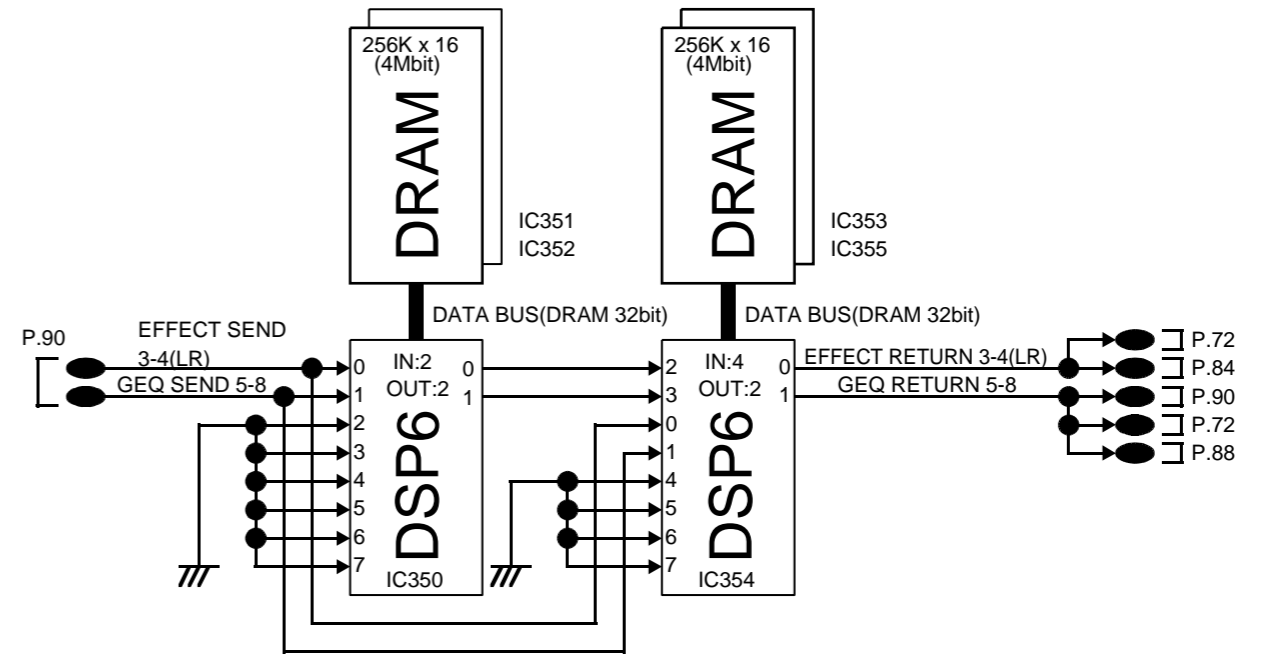 256K x 16
(4Mbit)
DRAM
IC351
IC352
256K x 16
(4Mbit)
DRAM
IC353
IC355
DATA BUS(DRAM 32bit)
DATA BUS(DRAM 32bit)
P.90
EFFECT SEND
3-4(LR)
GEQ SEND 5-8
0
1
2
3
4
5
6
7
IN:2
OUT:2
0
1
DSP6
IC350
2
3
0
1
4
5
6
7
IN:4
OUT:2
0
1
DSP6
IC354
EFFECT RETURN 3-4(LR)
GEQ RETURN 5-8
P.72
P.84
P.90
P.72
P.88